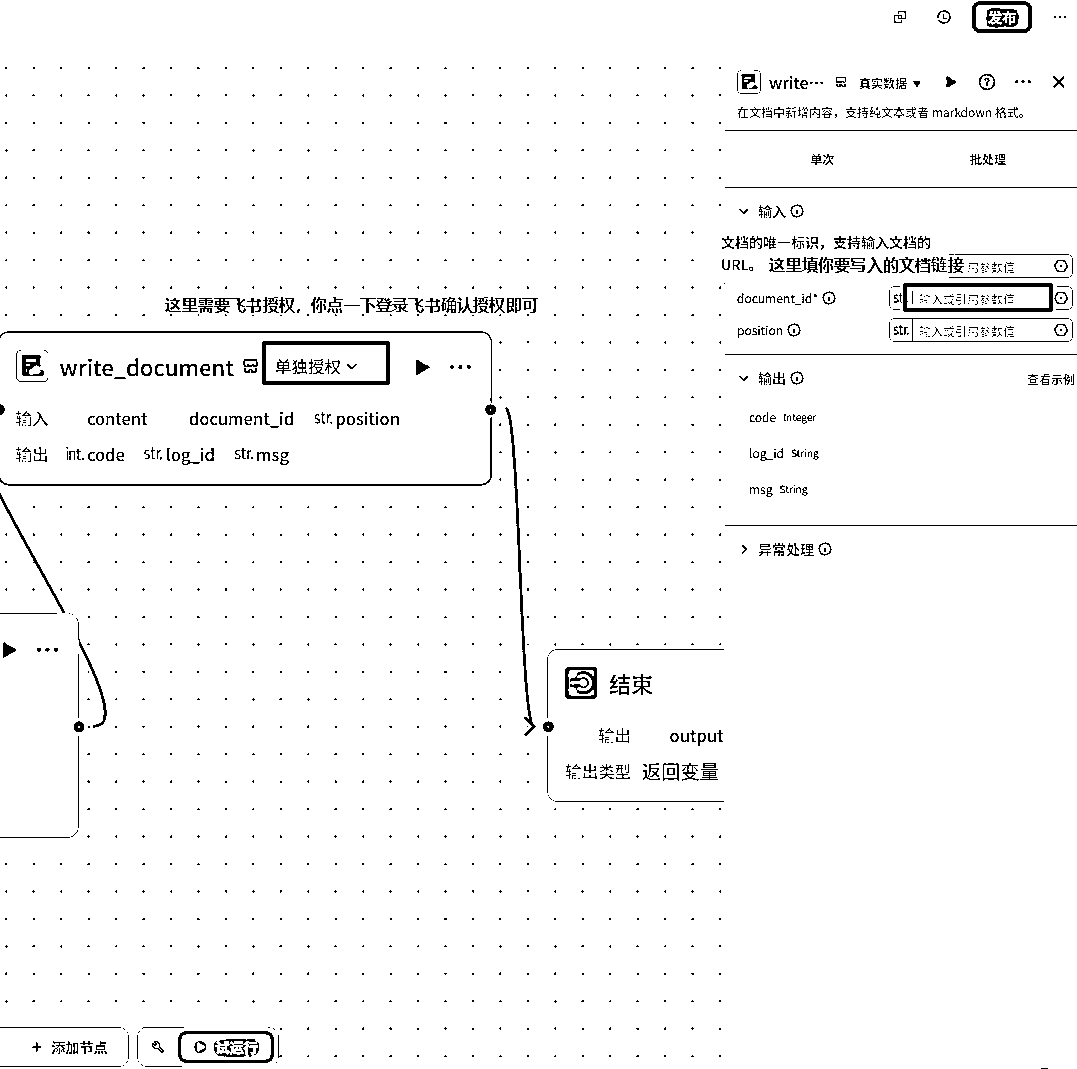 发布
write···
真实数据
在文档中新增内容，支持纯文本或者 markdown 格式。
单次 批处理
输入
文档的唯一标识，支持输入文档的
URL。 这里填你要写入的文档链接
document_id* str. 输入或引用参数值
position str. 输入或引用参数值
输出 查看示例
code Integer
log_id String
msg String
异常处理
这里需要飞书授权，你点一下登录飞书确认授权即可
write_document 单独授权
输入 content document_id str. position
输出 int. code str. log_id str. msg
结束
输出 output
输出类型 返回变量
添加节点 试运行